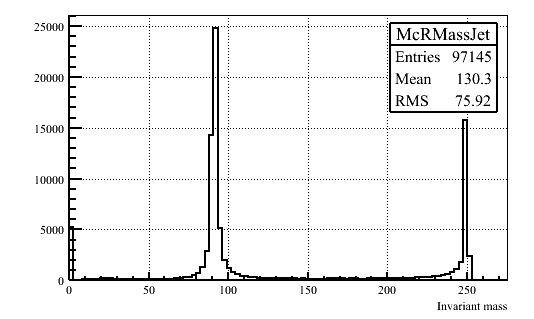 McRMassJet
Entries 97145
Mean 130.3
RMS 75.92
25000
20000
15000
10000
5000
0
0 50 100 150 200 250
Invariant mass